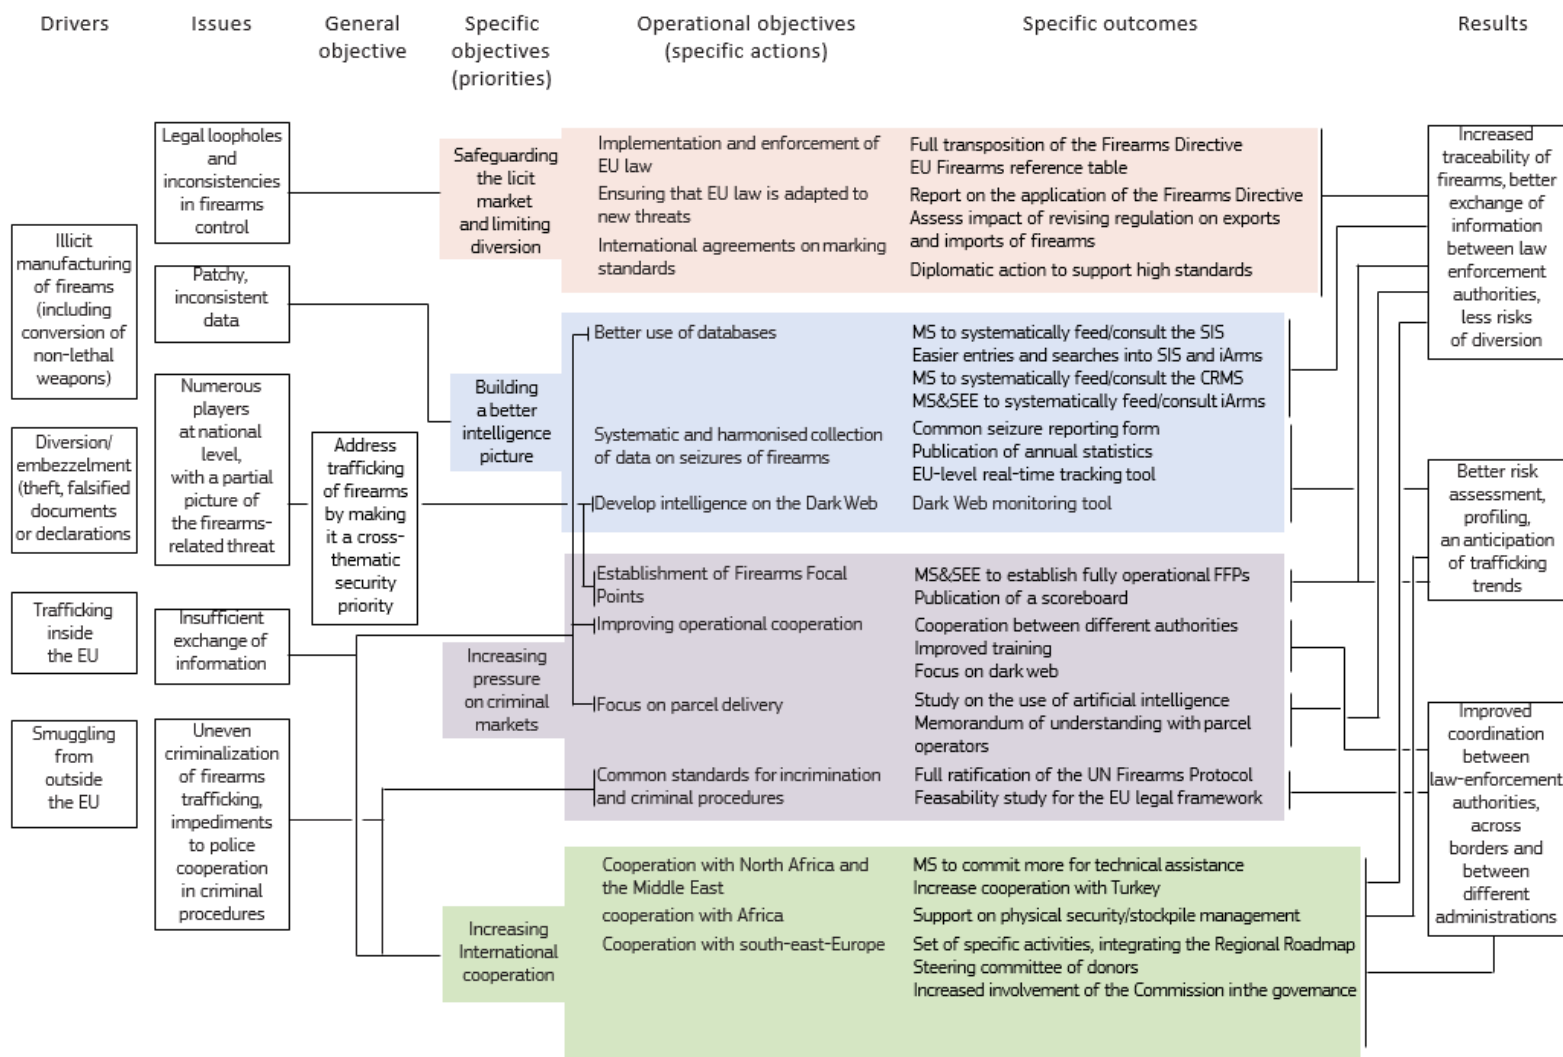 Drivers
Issues
General
objective
Specific
objectives
(priorities)
Operational objectives
(specific actions)
Specific outcomes
Results
Illicit
manufacturing
of fireams
(including
conversion of
non-lethal
weapons)
Diversion/
embezzelment
(theft, falsified
documents
or declarations
Trafficking
inside
the EU
Smuggling
from
outside
the EU
Legal loopholes
and
inconsistencies
in firearms
control
Patchy,
inconsistent
data
Numerous
players
at national
level,
with a partial
picture of
the firearms-
related threat
Insufficient
exchange of
information
Uneven
criminalization
of firearms
trafficking,
impediments
to police
cooperation
in criminal
procedures
Address
trafficking
of firearms
by making
it a cross-
thematic
security
priority
Safeguarding
the licit
market
and limiting
diversion
Implementation and enforcement of
EU law
Ensuring that EU law is adapted to
new threats
International agreements on marking
standards
Full transposition of the Firearms Directive
EU Firearms reference table
Report on the application of the Firearms Directive
Assess impact of revising regulation on exports
and imports of firearms
Diplomatic action to support high standards
Building
a better
intelligence
picture
Better use of databases
Systematic and harmonised collection
of data on seizures of firearms
Develop intelligence on the Dark Web
MS to systematically feed/consult the SIS
Easier entries and searches into SIS and iArms
MS to systematically feed/consult the CRMS
MS&SEE to systematically feed/consult iArms
Common seizure reporting form
Publication of annual statistics
EU-level real-time tracking tool
Dark Web monitoring tool
Increasing
pressure
on criminal
markets
Establishment of Firearms Focal
Points
Improving operational cooperation
Focus on parcel delivery
Common standards for incrimination
and criminal procedures
MS&SEE to establish fully operational FFPs
Publication of a scoreboard
Cooperation between different authorities
Improved training
Focus on dark web
Study on the use of artificial intelligence
Memorandum of understanding with parcel
operators
Full ratification of the UN Firearms Protocol
Feasability study for the EU legal framework
Increasing
International
cooperation
Cooperation with North Africa and
the Middle East
cooperation with Africa
Cooperation with south-east-Europe
MS to commit more for technical assistance
Increase cooperation with Turkey
Support on physical security/stockpile management
Set of specific activities, integrating the Regional Roadmap
Steering committee of donors
Increased involvement of the Commission in the governance
Increased
traceability of
firearms, better
exchange of
information
between law
enforcement
authorities,
less risks
of diversion
Better risk
assessment,
profiling,
an anticipation
of trafficking
trends
Improved
coordination
between
law-enforcement
authorities,
across
borders and
between
different
administrations